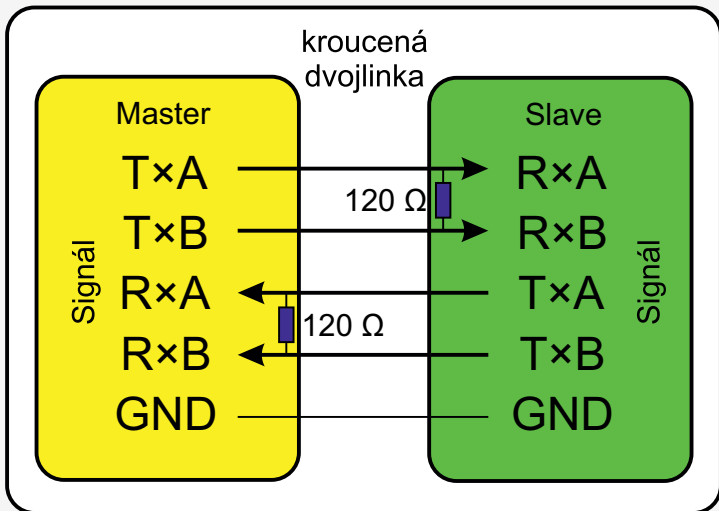 kroucená
dvojlinka
Master
Slave
T×A
R×A
120 Ω
T×B
R×B
Signál
Signál
R×A
T×A
120 Ω
R×B
T×B
GND
GND